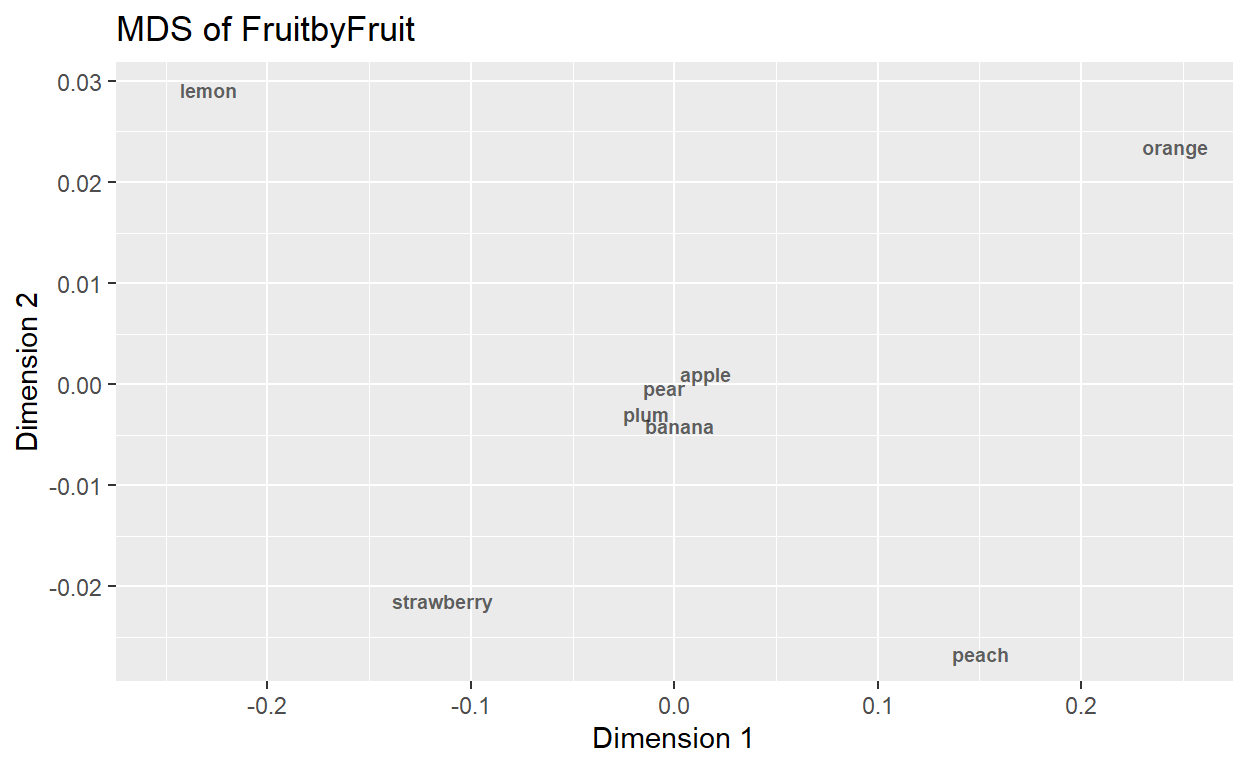 MDS of FruitbyFruit
0.03
lemon
orange
0.02
0.01
apple
0.00
pear
plum
banana
-0.01
-0.02
strawberry
peach
-0.2 -0.1 0.0 0.1 0.2
Dimension 1
Dimension 2